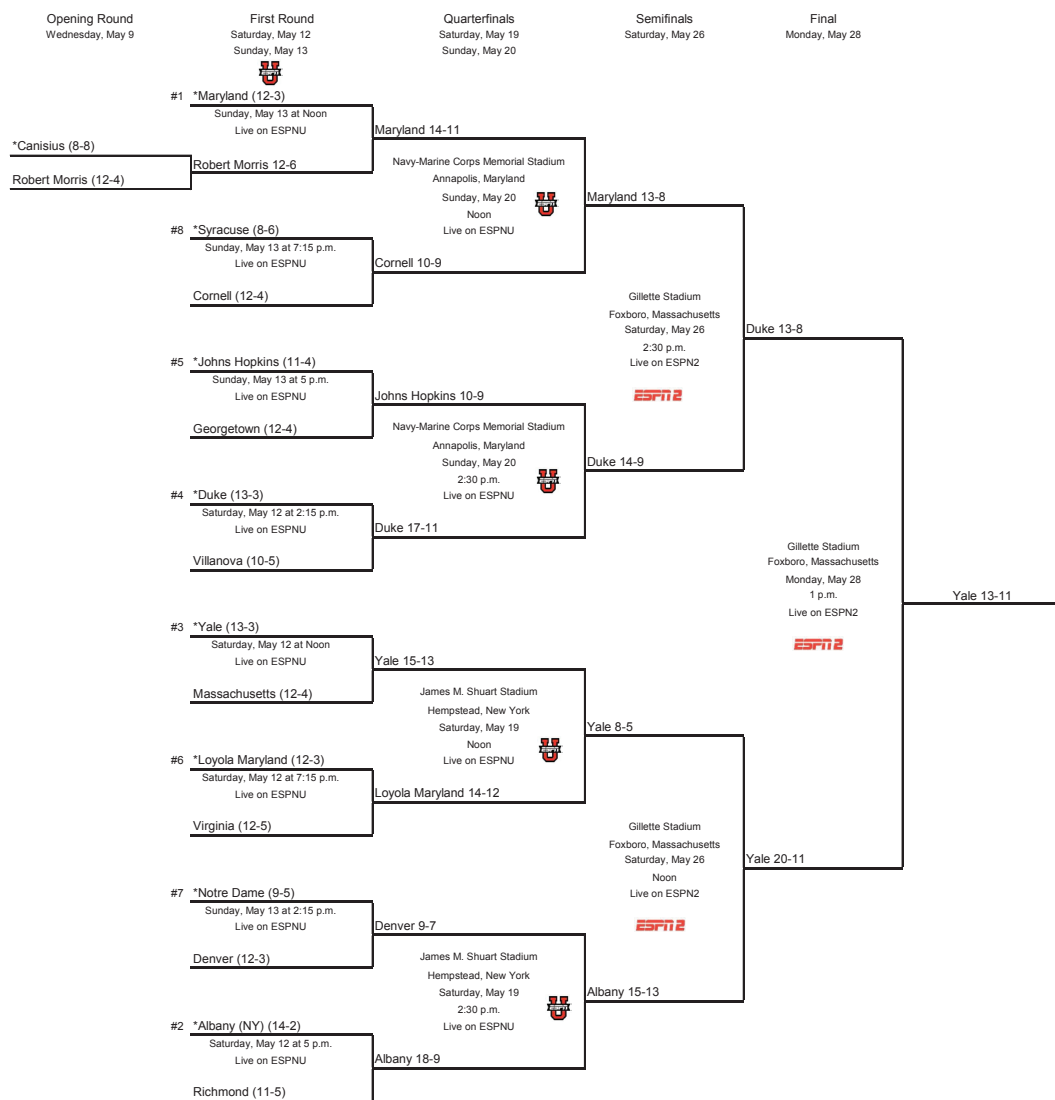 Opening Round
Wednesday, May 9
First Round
Saturday, May 12
Sunday, May 13
Quarterfinals
Saturday, May 19
Sunday, May 20
Semifinals
Saturday, May 26
Final
Monday, May 28
U
#1 *Maryland (12-3)
Sunday, May 13 at Noon
Live on ESPNU
*Canisius (8-8)
Robert Morris (12-4)
Robert Morris 12-6
Maryland 14-11
Navy-Marine Corps Memorial Stadium
Annapolis, Maryland
Sunday, May 20
Noon
Live on ESPNU
U
#8 *Syracuse (8-6)
Sunday, May 13 at 7:15 p.m.
Live on ESPNU
Cornell (12-4)
Cornell 10-9
Maryland 13-8
Gillette Stadium
Foxboro, Massachusetts
Saturday, May 26
2:30 p.m.
Live on ESPN2
ESPN 2
#5 *Johns Hopkins (11-4)
Sunday, May 13 at 5 p.m.
Live on ESPNU
Georgetown (12-4)
Johns Hopkins 10-9
Navy-Marine Corps Memorial Stadium
Annapolis, Maryland
Sunday, May 20
2:30 p.m.
Live on ESPNU
U
#4 *Duke (13-3)
Saturday, May 12 at 2:15 p.m.
Live on ESPNU
Villanova (10-5)
Duke 17-11
Duke 14-9
Duke 13-8
Gillette Stadium
Foxboro, Massachusetts
Monday, May 28
1 p.m.
Live on ESPN2
ESPN 2
Yale 13-11
#3 *Yale (13-3)
Saturday, May 12 at Noon
Live on ESPNU
Massachusetts (12-4)
Yale 15-13
James M. Shuart Stadium
Hempstead, New York
Saturday, May 19
Noon
Live on ESPNU
U
#6 *Loyola Maryland (12-3)
Saturday, May 12 at 7:15 p.m.
Live on ESPNU
Virginia (12-5)
Loyola Maryland 14-12
Yale 8-5
Gillette Stadium
Foxboro, Massachusetts
Saturday, May 26
Noon
Live on ESPN2
ESPN 2
Yale 20-11
#7 *Notre Dame (9-5)
Sunday, May 13 at 2:15 p.m.
Live on ESPNU
Denver (12-3)
Denver 9-7
James M. Shuart Stadium
Hempstead, New York
Saturday, May 19
2:30 p.m.
Live on ESPNU
U
Albany 15-13
#2 *Albany (NY) (14-2)
Saturday, May 12 at 5 p.m.
Live on ESPNU
Richmond (11-5)
Albany 18-9